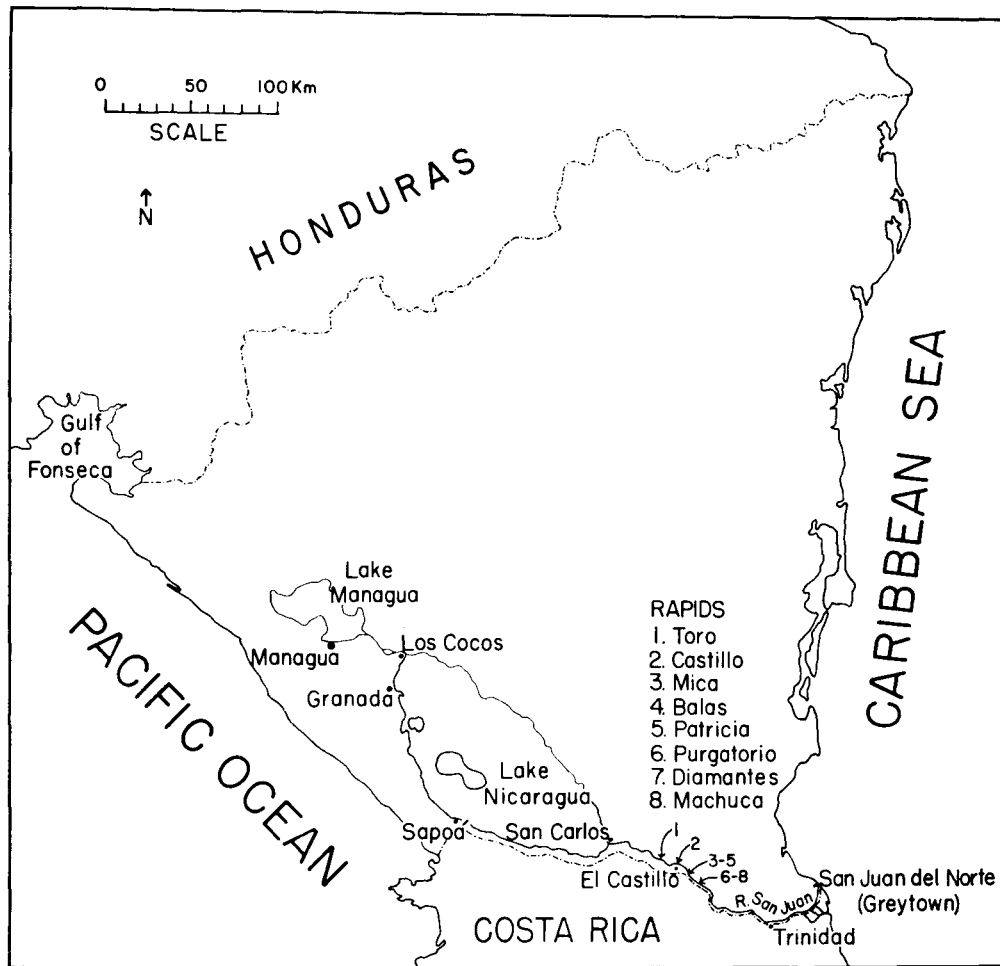 0 50 100 Km
SCALE
N
HONDURAS
Gulf
of
Fonseca
CARIBBEAN SEA
PACIFIC OCEAN
Lake
Managua
Managua
Los Cocos
Granada
Lake
Nicaragua
RAPIDS
1. Toro
2. Castillo
3. Mica
4. Balas
5. Patricia
6. Purgatorio
7. Diamantes
8. Machuca
Sapoa
San Carlos
1
2
3-5
6-8
El Castillo
R. San Juan
San Juan del Norte
(Greytown)
Trinidad
COSTA RICA